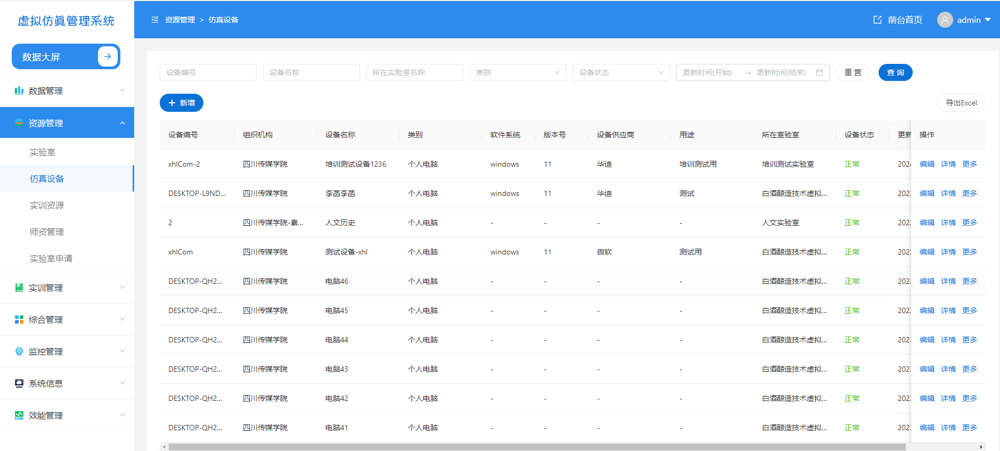 虚拟仿真管理系统
资源管理 > 仿真设备
前台首页
admin
数据大屏
数据管理
资源管理
实验室
仿真设备
实训资源
师资管理
实验室申请
实训管理
综合管理
监控管理
系统信息
效能管理
设备编号 设备名称 所在实验室名称 类别 设备状态 更新时间(开始) → 更新时间(结束) 重置 查询
+ 新增 导出Excel
设备编号 组织机构 设备名称 类别 软件系统 版本号 设备供应商 用途 所在室验室 设备状态 更新 操作
xhlCom-2 四川传媒学院 培训测试设备1236 个人电脑 windows 11 华迪 培训测试用 培训测试实验室 正常 2024 编辑 详情 更多
DESKTOP-L9ND... 四川传媒学院 李菡李菡 个人电脑 windows 11 华迪 测试 白酒酿造技术虚拟... 正常 202 编辑 详情 更多
2 四川传媒学院-素... 人文历史 个人电脑 - - - - 人文实验室 正常 202 编辑 详情 更多
xhlCom 四川传媒学院 测试设备-xhl 个人电脑 windows 11 微软 测试用 白酒酿造技术虚拟... 正常 202 编辑 详情 更多
DESKTOP-QH2... 四川传媒学院 电脑46 个人电脑 - - - - 白酒酿造技术虚拟... 正常 202 编辑 详情 更多
DESKTOP-QH2... 四川传媒学院 电脑45 个人电脑 - - - - 白酒酿造技术虚拟... 正常 202 编辑 详情 更多
DESKTOP-QH2... 四川传媒学院 电脑44 个人电脑 - - - - 白酒酿造技术虚拟... 正常 202 编辑 详情 更多
DESKTOP-QH2... 四川传媒学院 电脑43 个人电脑 - - - - 白酒酿造技术虚拟... 正常 202 编辑 详情 更多
DESKTOP-QH2... 四川传媒学院 电脑42 个人电脑 - - - - 白酒酿造技术虚拟... 正常 202 编辑 详情 更多
DESKTOP-QH2... 四川传媒学院 电脑41 个人电脑 - - - - 白酒酿造技术虚拟... 正常 202 编辑 详情 更多